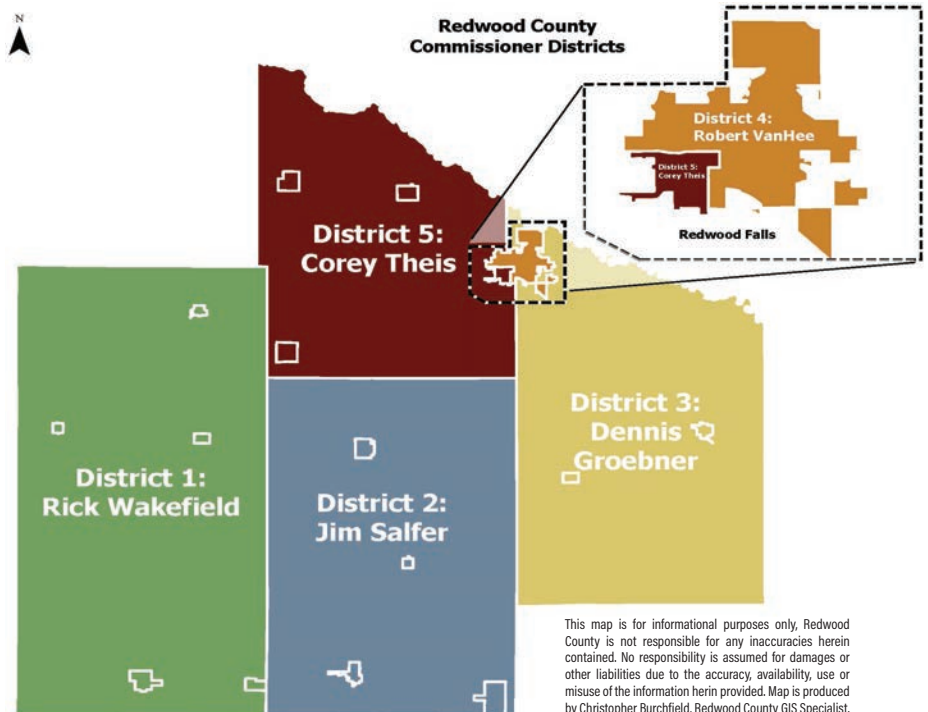 N
Redwood County
Commissioner Districts
District 4:
Robert VanHee
District 5:
Corey Theis
Redwood Falls
District 5:
Corey Theis
District 3:
Dennis
Groebner
District 1:
Rick Wakefield
District 2:
Jim Salfer
This map is for informational purposes only, Redwood
County is not responsible for any inaccuracies herein
contained. No responsibility is assumed for damages or
other liabilities due to the accuracy, availability, use or
misuse of the information herin provided. Map is produced
by Christopher Burchfield, Redwood County GIS Specialist.